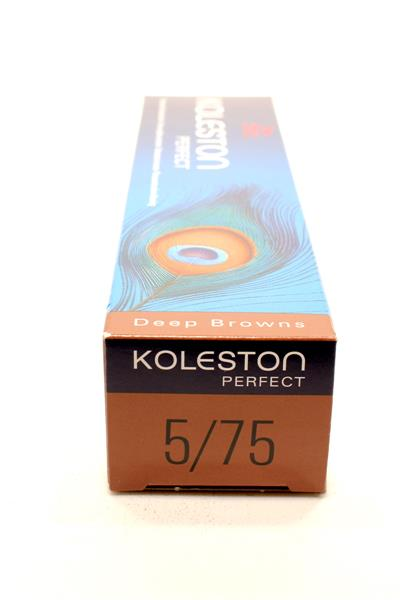 KOLESTON
PERFECT
Deep Browns
KOLESTON
PERFECT
5/75